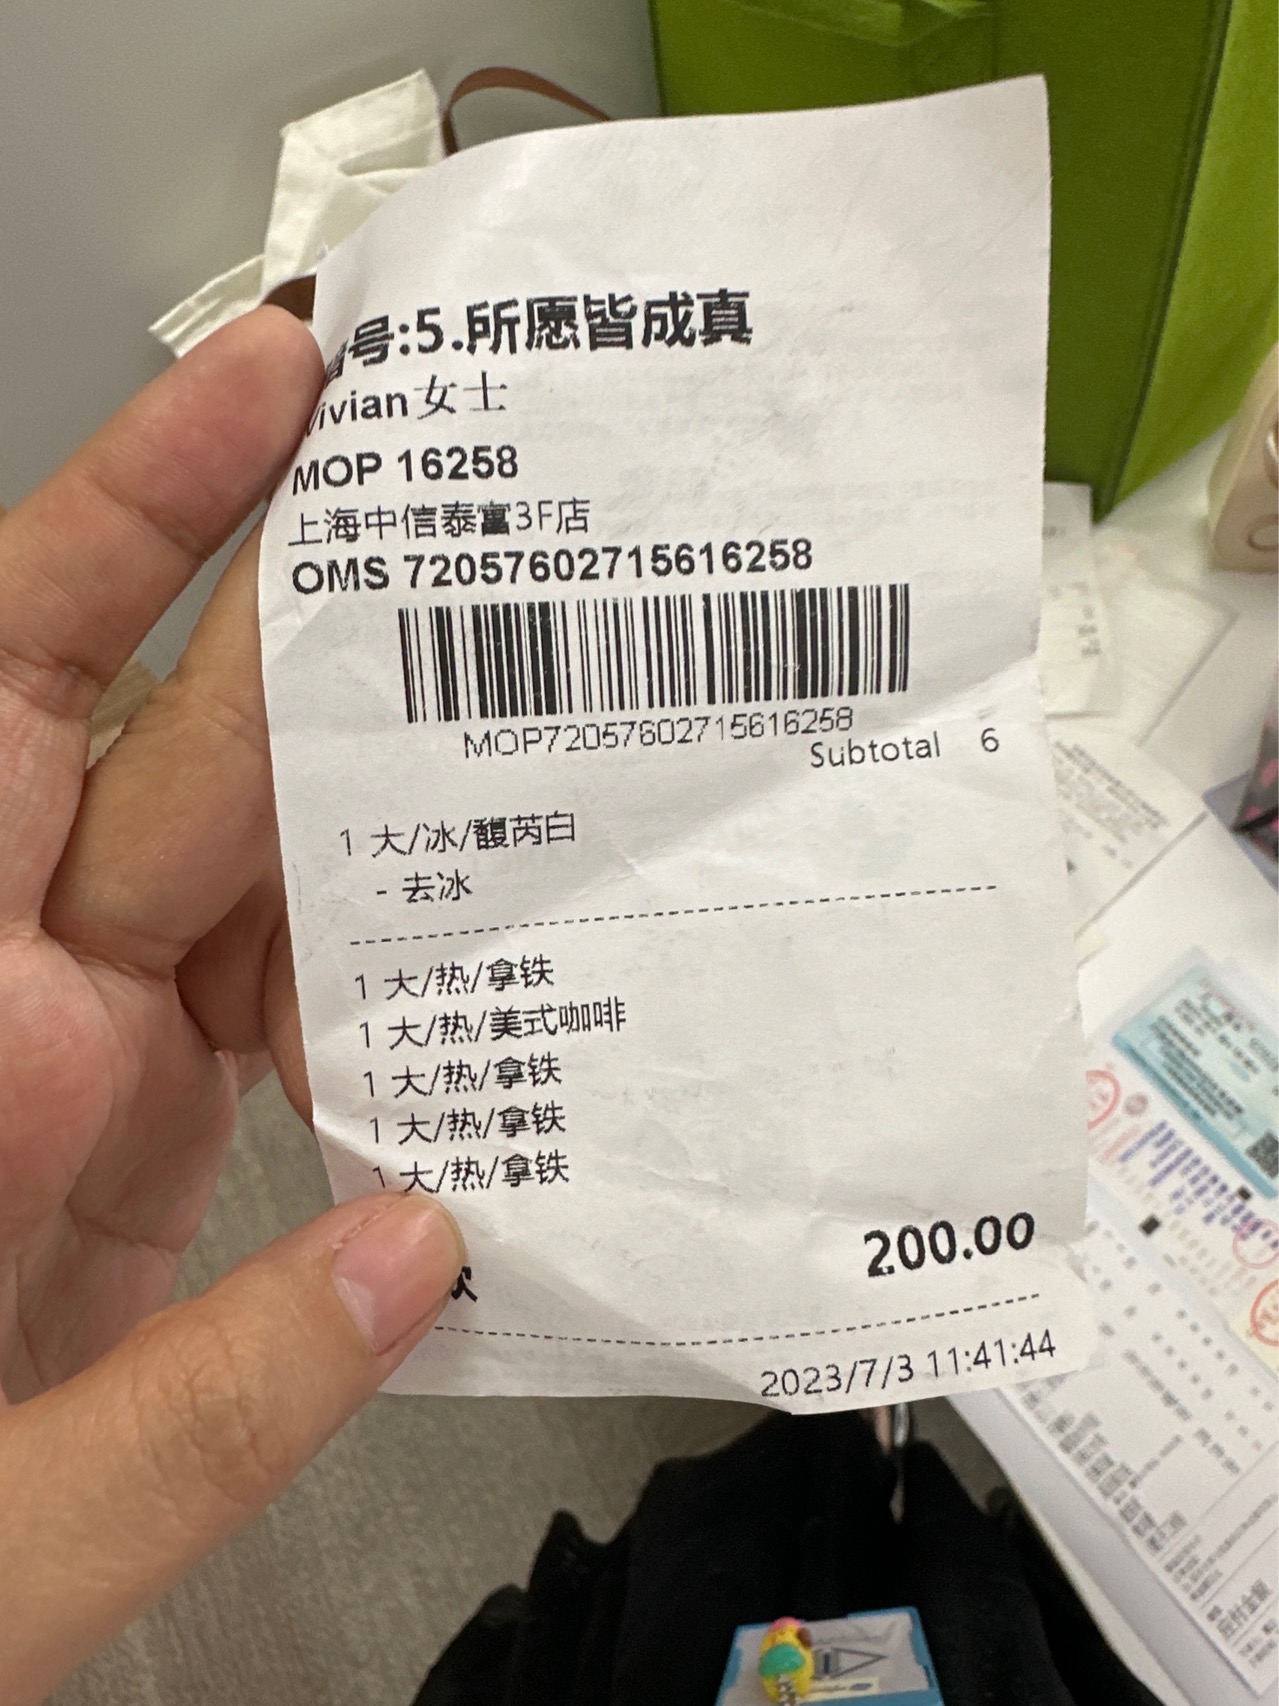 号:5.所愿皆成真
Vivian女士
MOP 16258
上海中信泰富3F店
OMS 72057602715616258
MOP72057602715616258
Subtotal 6
1 大/冰/馥芮白
- 去冰
1 大/热/拿铁
1 大/热/美式咖啡
1 大/热/拿铁
1 大/热/拿铁
1 大/热/拿铁
200.00
2023/7/3 11:41:44